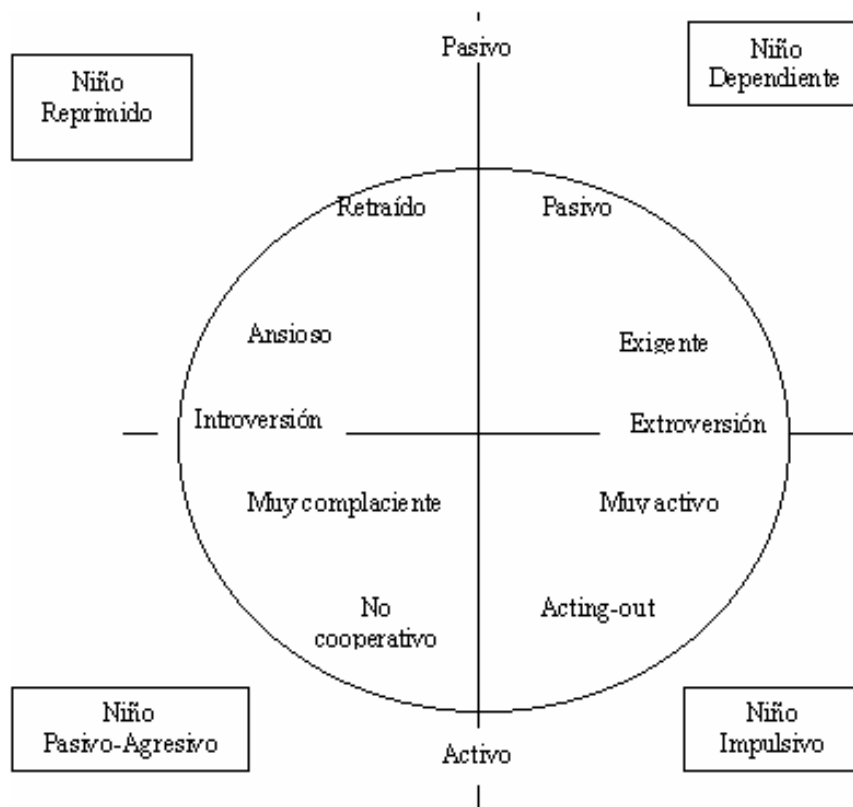 Pasivo
Niño
Reprimido
Niño
Dependiente
Retraído
Pasivo
Ansioso
Exigente
Introversión
Extroversión
Muy complaciente
Muy activo
No
cooperativo
Acting-out
Niño
Pasivo-Agresivo
Activo
Niño
Impulsivo